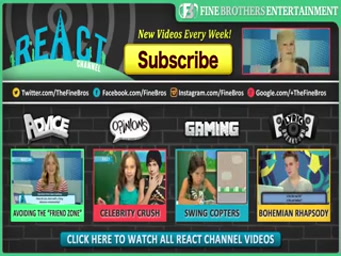 FB FINE BROTHERS ENTERTAINMENT
REACT
CHANNEL
New Videos Every Week!
Subscribe
Twitter.com/TheFineBros
Facebook.com/FineBros
Instagram.com/FineBros
Google.com/+TheFineBros
ADVICE
OPINIONS
GAMING
LYRIC
AVOIDING THE "FRIEND ZONE"
CELEBRITY CRUSH
SWING COPTERS
BOHEMIAN RHAPSODY
CLICK HERE TO WATCH ALL REACT CHANNEL VIDEOS